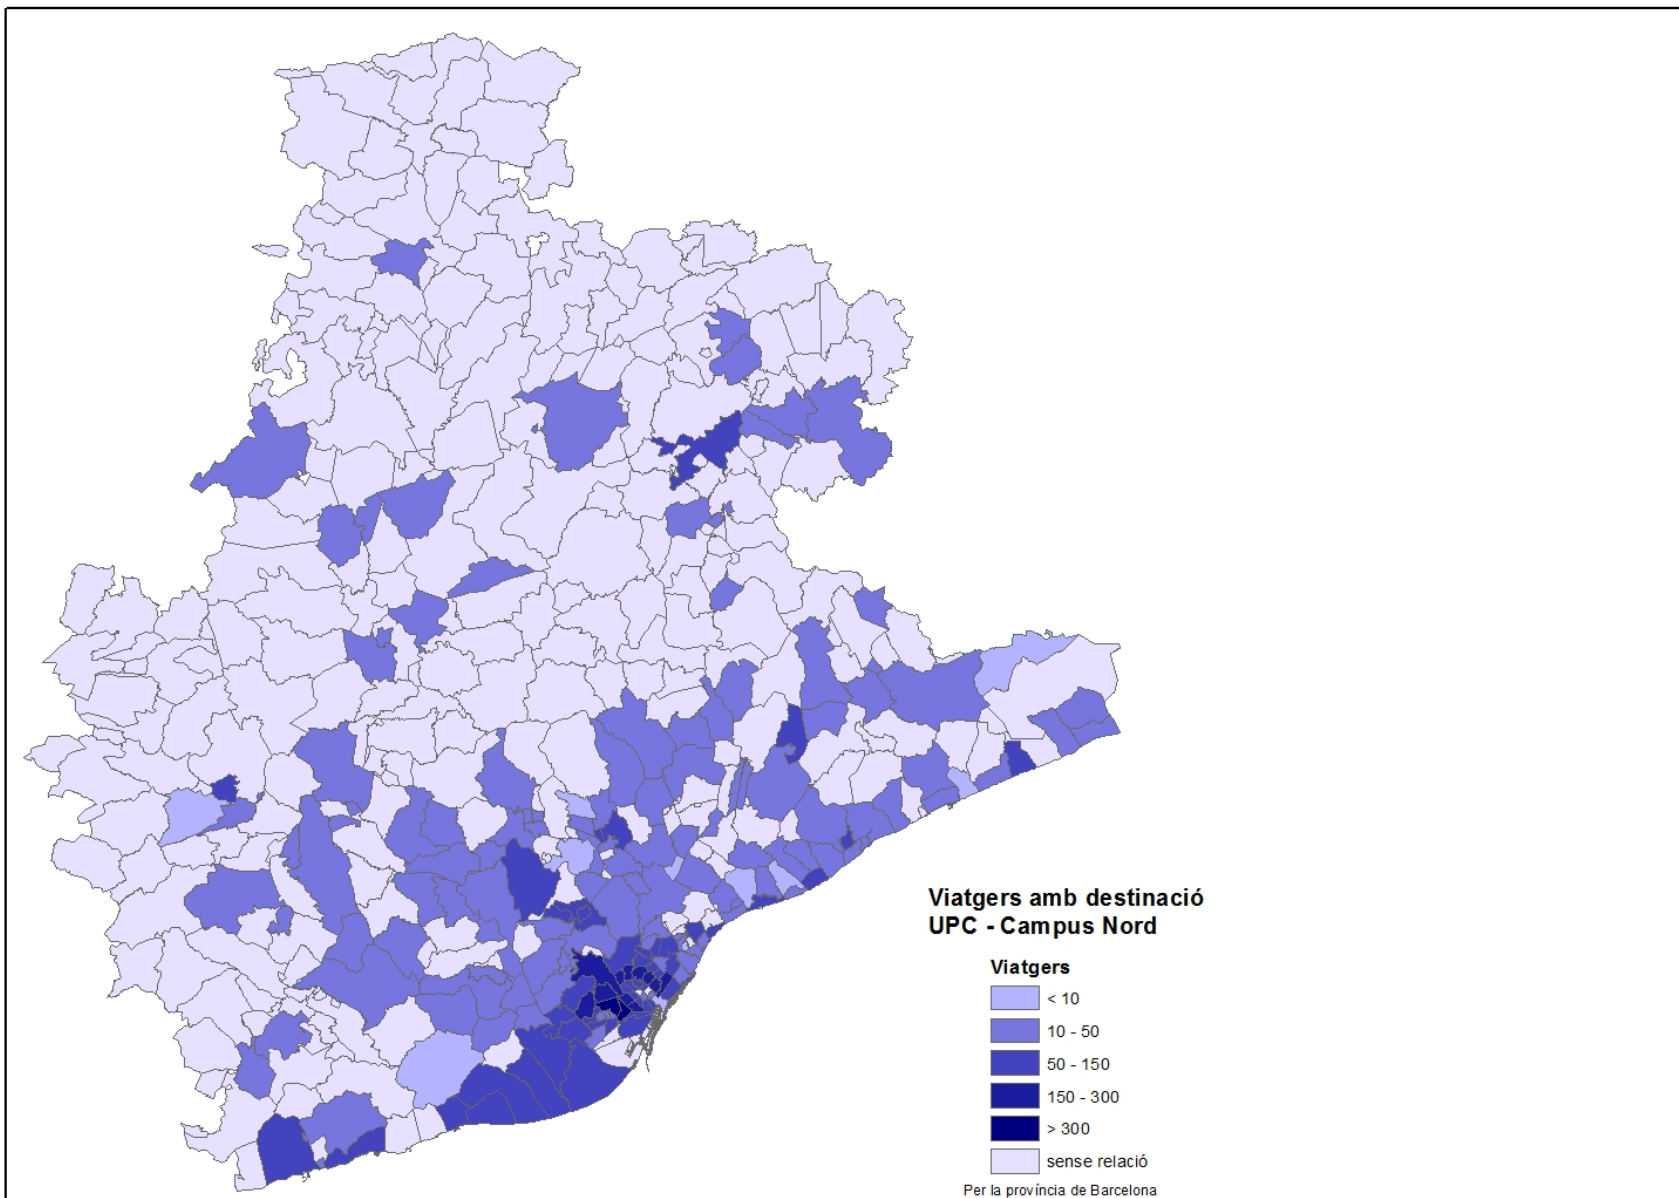 Viatgers amb destinació
UPC - Campus Nord
Viatgers
< 10
10 - 50
50 - 150
150 - 300
> 300
sense relació
Per la província de Barcelona